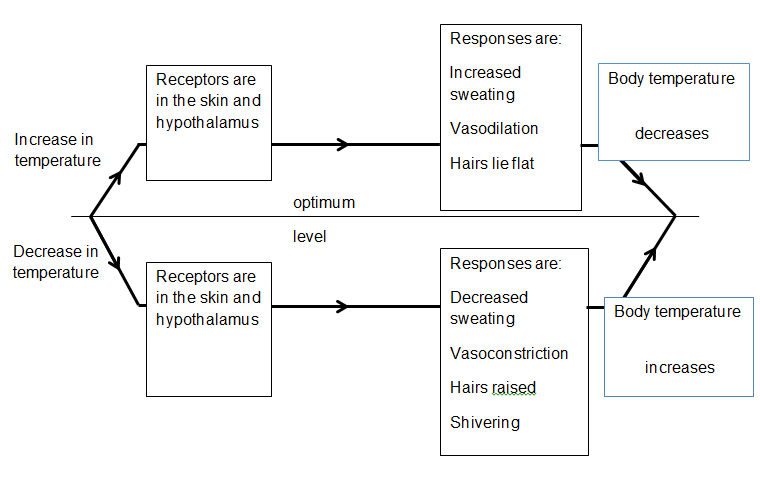 Increase in
temperature
Receptors are
in the skin and
hypothalamus
Responses are:
Increased
sweating
Vasodilation
Hairs lie flat
Body temperature
decreases
optimum
level
Decrease in
temperature
Receptors are
in the skin and
hypothalamus
Responses are:
Decreased
sweating
Vasoconstriction
Hairs raised
Shivering
Body temperature
increases